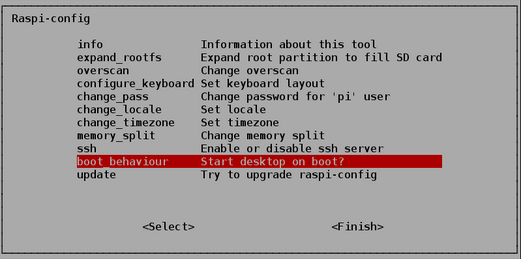 Raspi-config
info Information about this tool
expand_rootfs Expand root partition to fill SD card
overscan Change overscan
configure_keyboard Set keyboard layout
change_pass Change password for 'pi' user
change_locale Set locale
change_timezone Set timezone
memory_split Change memory split
ssh Enable or disable ssh server
boot_behaviour Start desktop on boot?
update Try to upgrade raspi-config
<Select> <Finish>